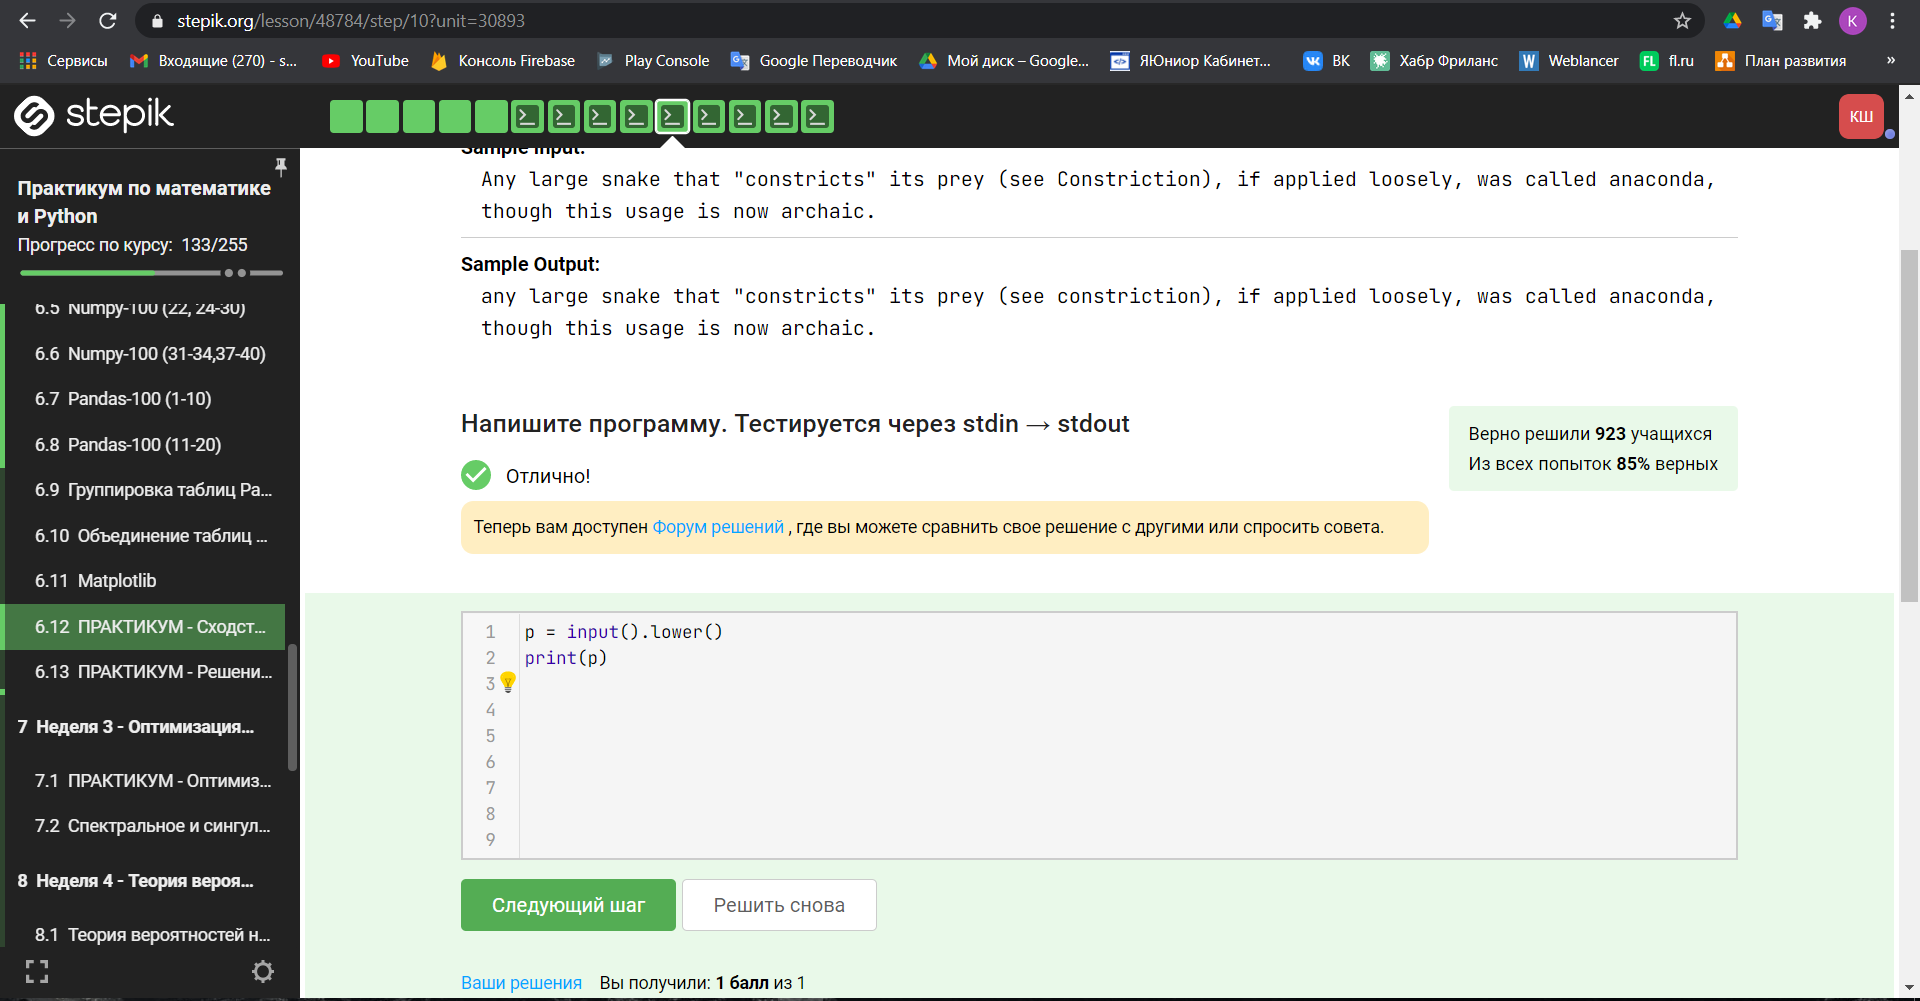 stepik.org/lesson/48784/step/10?unit=30893
K
Сервисы
Входящие (270) - s...
YouTube
Консоль Firebase
Play Console
Google Переводчик
Мой диск – Google...
ЯЮниор Кабинет...
ВК
Хабр Фриланс
Weblancer
fl.ru
План развития
»
stepik
КШ
Практикум по математике
и Python
Прогресс по курсу: 133/255
6.5 Numpy-100 (22, 24-30)
6.6 Numpy-100 (31-34,37-40)
6.7 Pandas-100 (1-10)
6.8 Pandas-100 (11-20)
6.9 Группировка таблиц Pa...
6.10 Объединение таблиц ...
6.11 Matplotlib
6.12 ПРАКТИКУМ - Сходст...
6.13 ПРАКТИКУМ - Решени...
7 Неделя 3 - Оптимизация...
7.1 ПРАКТИКУМ - Оптимиз...
7.2 Спектральное и сингул...
8 Неделя 4 - Теория вероя...
8.1 Теория вероятностей н...
Sample Input:
Any large snake that "constricts" its prey (see Constriction), if applied loosely, was called anaconda,
though this usage is now archaic.
Sample Output:
any large snake that "constricts" its prey (see constriction), if applied loosely, was called anaconda,
though this usage is now archaic.
Напишите программу. Тестируется через stdin → stdout
Верно решили 923 учащихся
Из всех попыток 85% верных
Отлично!
Теперь вам доступен Форум решений , где вы можете сравнить свое решение с другими или спросить совета.
1 p = input().lower()
2 print(p)
3
4
5
6
7
8
9
Следующий шаг
Решить снова
Ваши решения Вы получили: 1 балл из 1